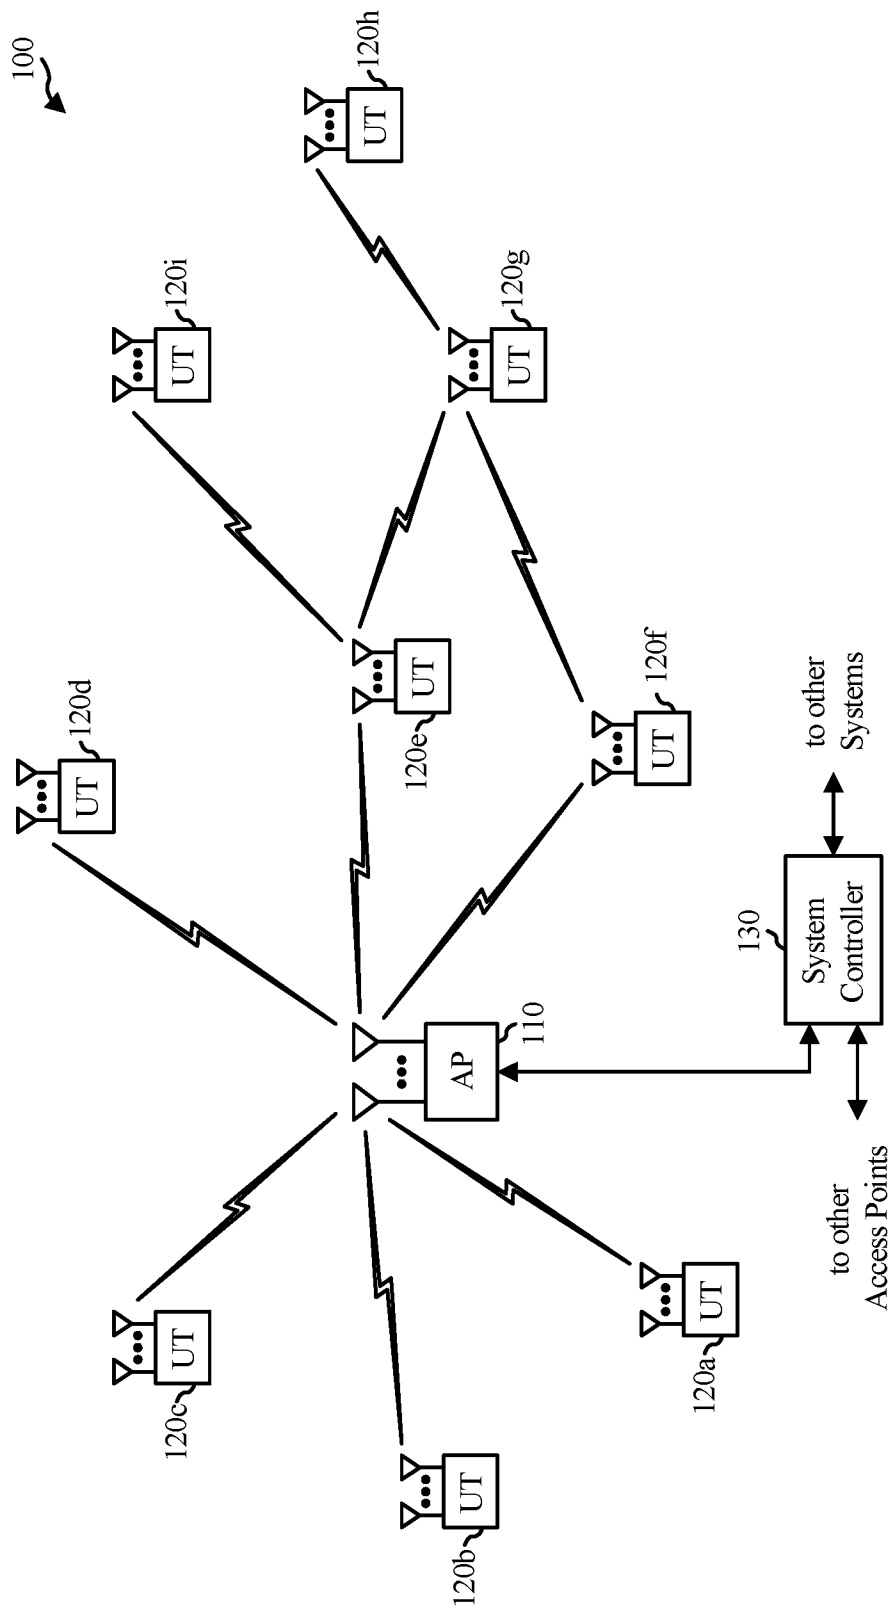 100
120d
UT
120i
UT
120h
UT
120c
UT
120e
UT
120g
UT
120b
UT
AP
110
120f
UT
120a
UT
130
System
Controller
to other
Systems
to other
Access Points